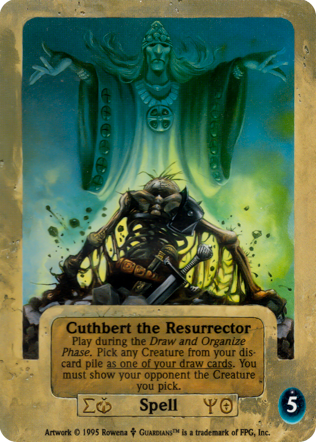 Cuthbert the Resurrector
Play during the Draw and Organize
Phase. Pick any Creature from your dis-
card pile as one of your draw cards. You
must show your opponent the Creature
you pick.
Spell
5
Artwork © 1995 Rowena Guardians™ is a trademark of FPG, Inc.